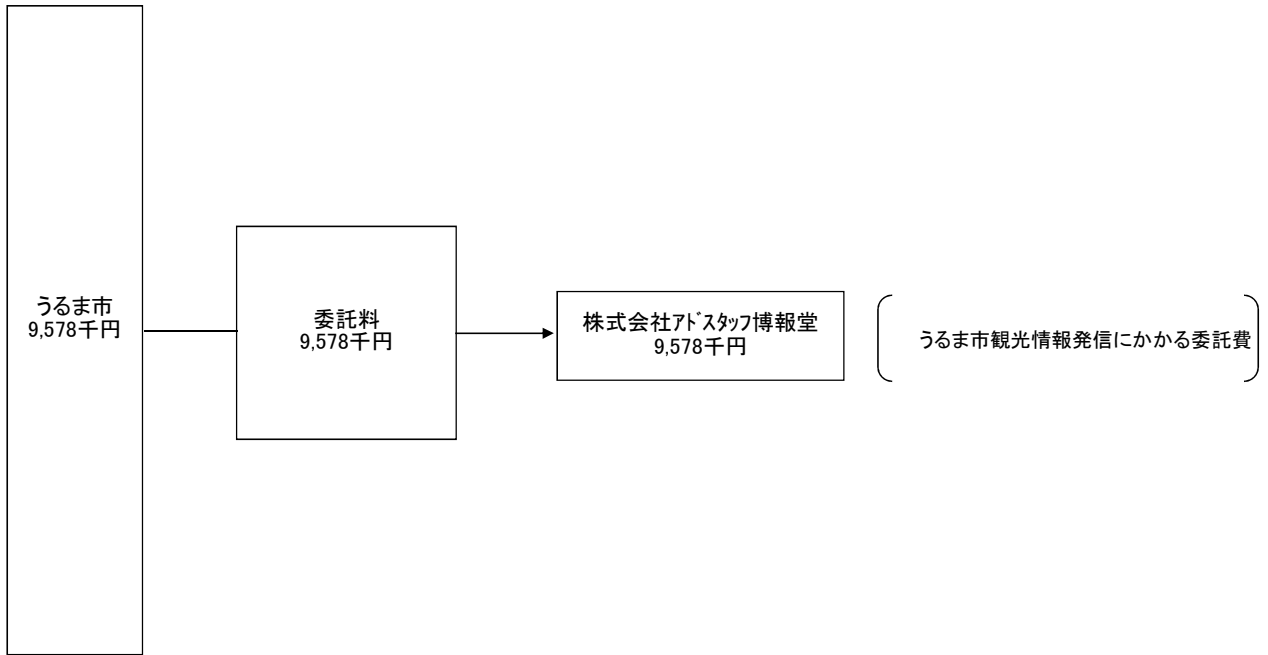 うるま市
9,578千円
委託料
9,578千円
株式会社ｱﾄﾞｽﾀｯﾌ博報堂
9,578千円
うるま市観光情報発信にかかる委託費